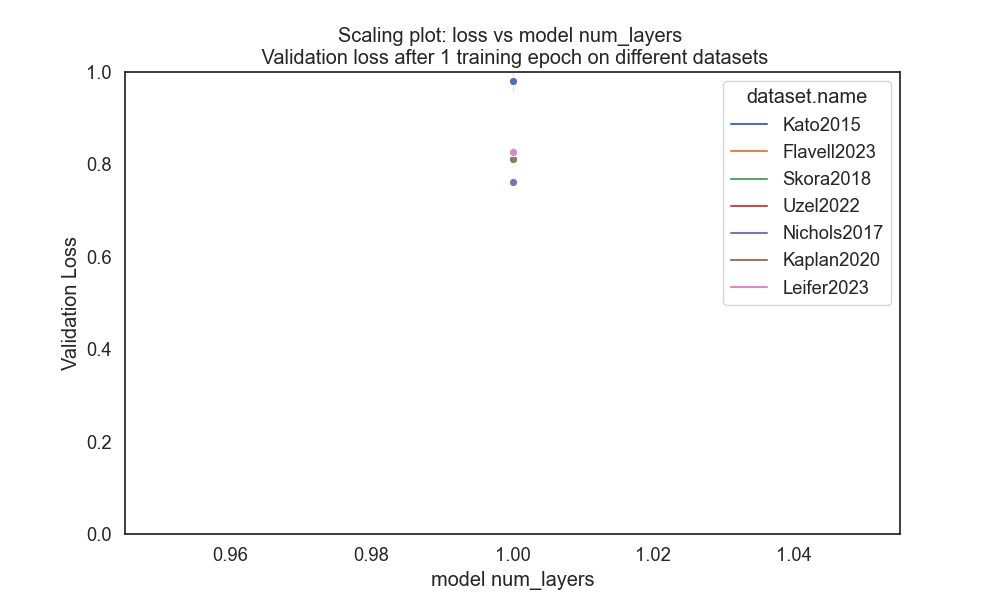 Scaling plot: loss vs model num_layers
Validation loss after 1 training epoch on different datasets
1.0
0.8
0.6
0.4
0.2
0.0
Validation Loss
dataset.name
Kato2015
Flavell2023
Skora2018
Uzel2022
Nichols2017
Kaplan2020
Leifer2023
0.96 0.98 1.00 1.02 1.04
model num_layers